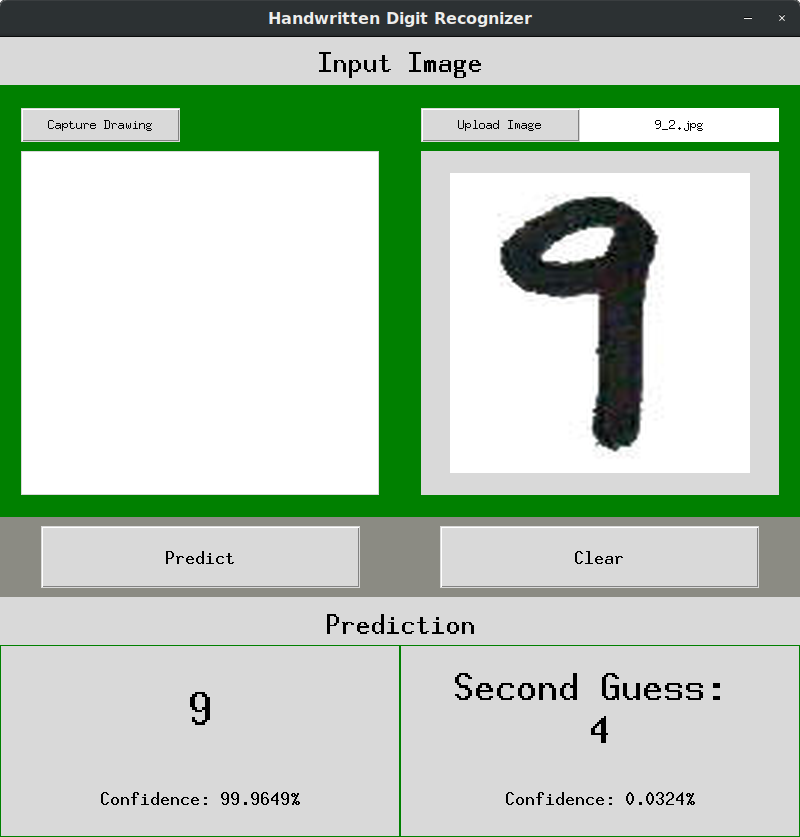 Handwritten Digit Recognizer
Input Image
Capture Drawing
Upload Image 9_2.jpg
9
Predict Clear
Prediction
9
Confidence: 99.9649%
Second Guess:
4
Confidence: 0.0324%